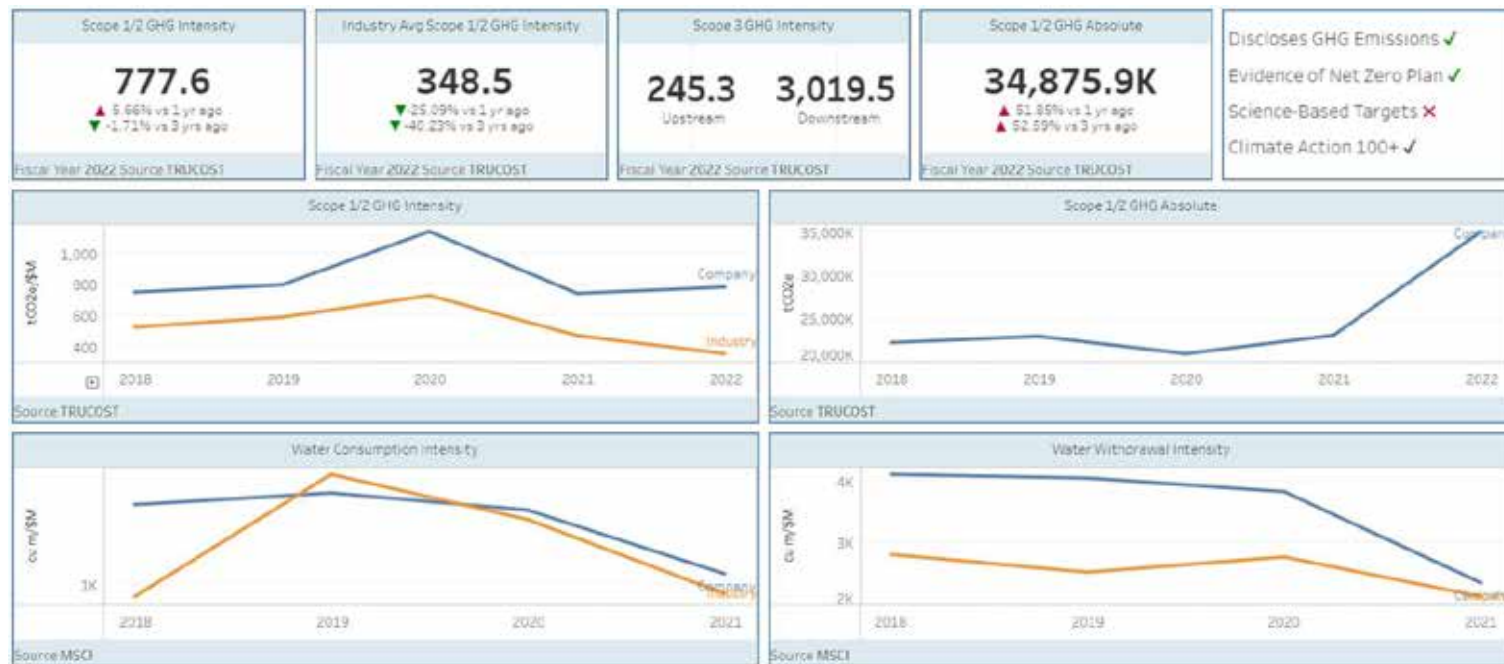 Scope 1/2 GHG Intensity
777.6
▲ 5.66% vs 1 yr ago
▼ -1.71% vs 3 yrs ago
Fiscal Year 2022 Source TRUCOST
Industry Avg Scope 1/2 GHG Intensity
348.5
▼ -25.09% vs 1 yr ago
▼ -40.23% vs 3 yrs ago
Fiscal Year 2022 Source TRUCOST
Scope 3 GHG Intensity
245.3 3,019.5
Upstream Downstream
Fiscal Year 2022 Source TRUCOST
Scope 1/2 GHG Absolute
34,875.9K
▲ 51.85% vs 1 yr ago
▲ 52.59% vs 3 yrs ago
Fiscal Year 2022 Source TRUCOST
Discloses GHG Emissions ✓
Evidence of Net Zero Plan ✓
Science-Based Targets ✕
Climate Action 100+ ✓
Scope 1/2 GHG Intensity
tCO2e/$M
1,000
800
600
400
Company
Industry
2018 2019 2020 2021 2022
Source TRUCOST
Scope 1/2 GHG Absolute
tCO2e
35,000K
30,000K
25,000K
20,000K
2018 2019 2020 2021 2022
Source TRUCOST
Water Consumption Intensity
cu m/$M
1K
Company
Industry
2018 2019 2020 2021
Source MSCI
Water Withdrawal Intensity
cu m/$M
4K
3K
2K
2018 2019 2020 2021
Source MSCI